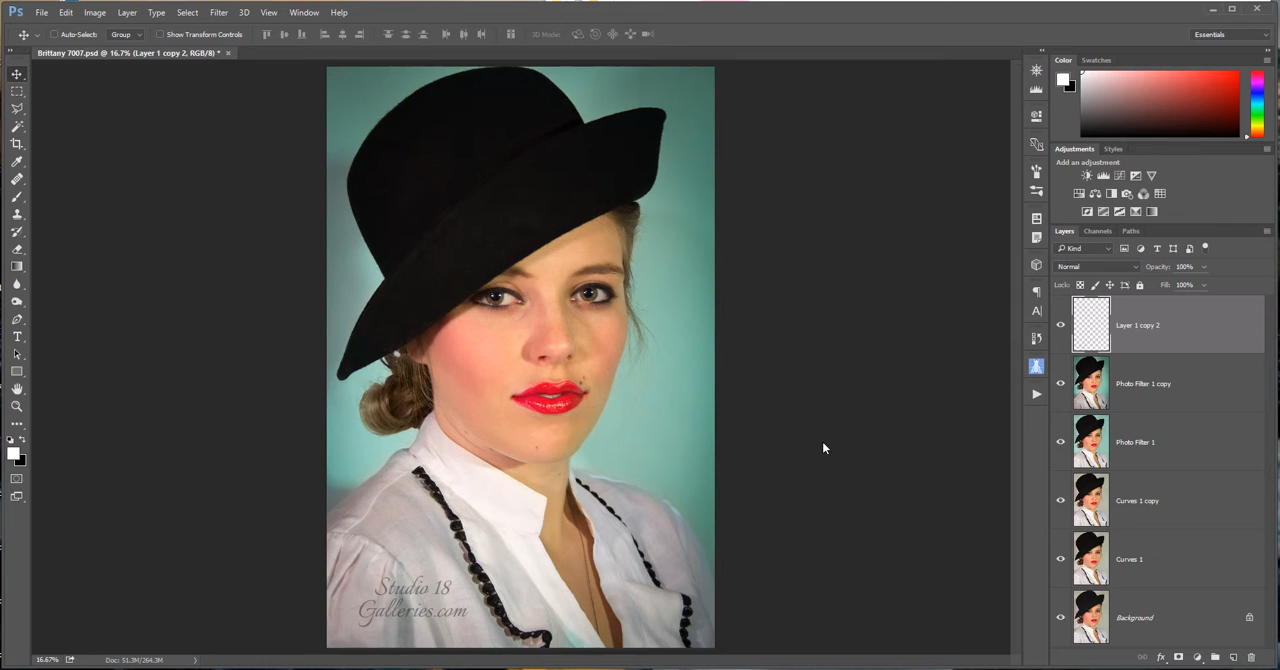 Ps File Edit Image Layer Type Select Filter 3D View Window Help
Auto-Select: Group Show Transform Controls 3D Mode: Essentials
Brittany 7007.psd @ 16.7% (Layer 1 copy 2, RGB/8) *
Color Swatches
Adjustments Styles
Add an adjustment
Layers Channels Paths
Kind
Normal Opacity: 100%
Lock: Fill: 100%
Layer 1 copy 2
Photo Filter 1 copy
Photo Filter 1
Curves 1 copy
Curves 1
Background
Studio 18
Galleries.com
16.67% Doc: 51.3M/264.3M